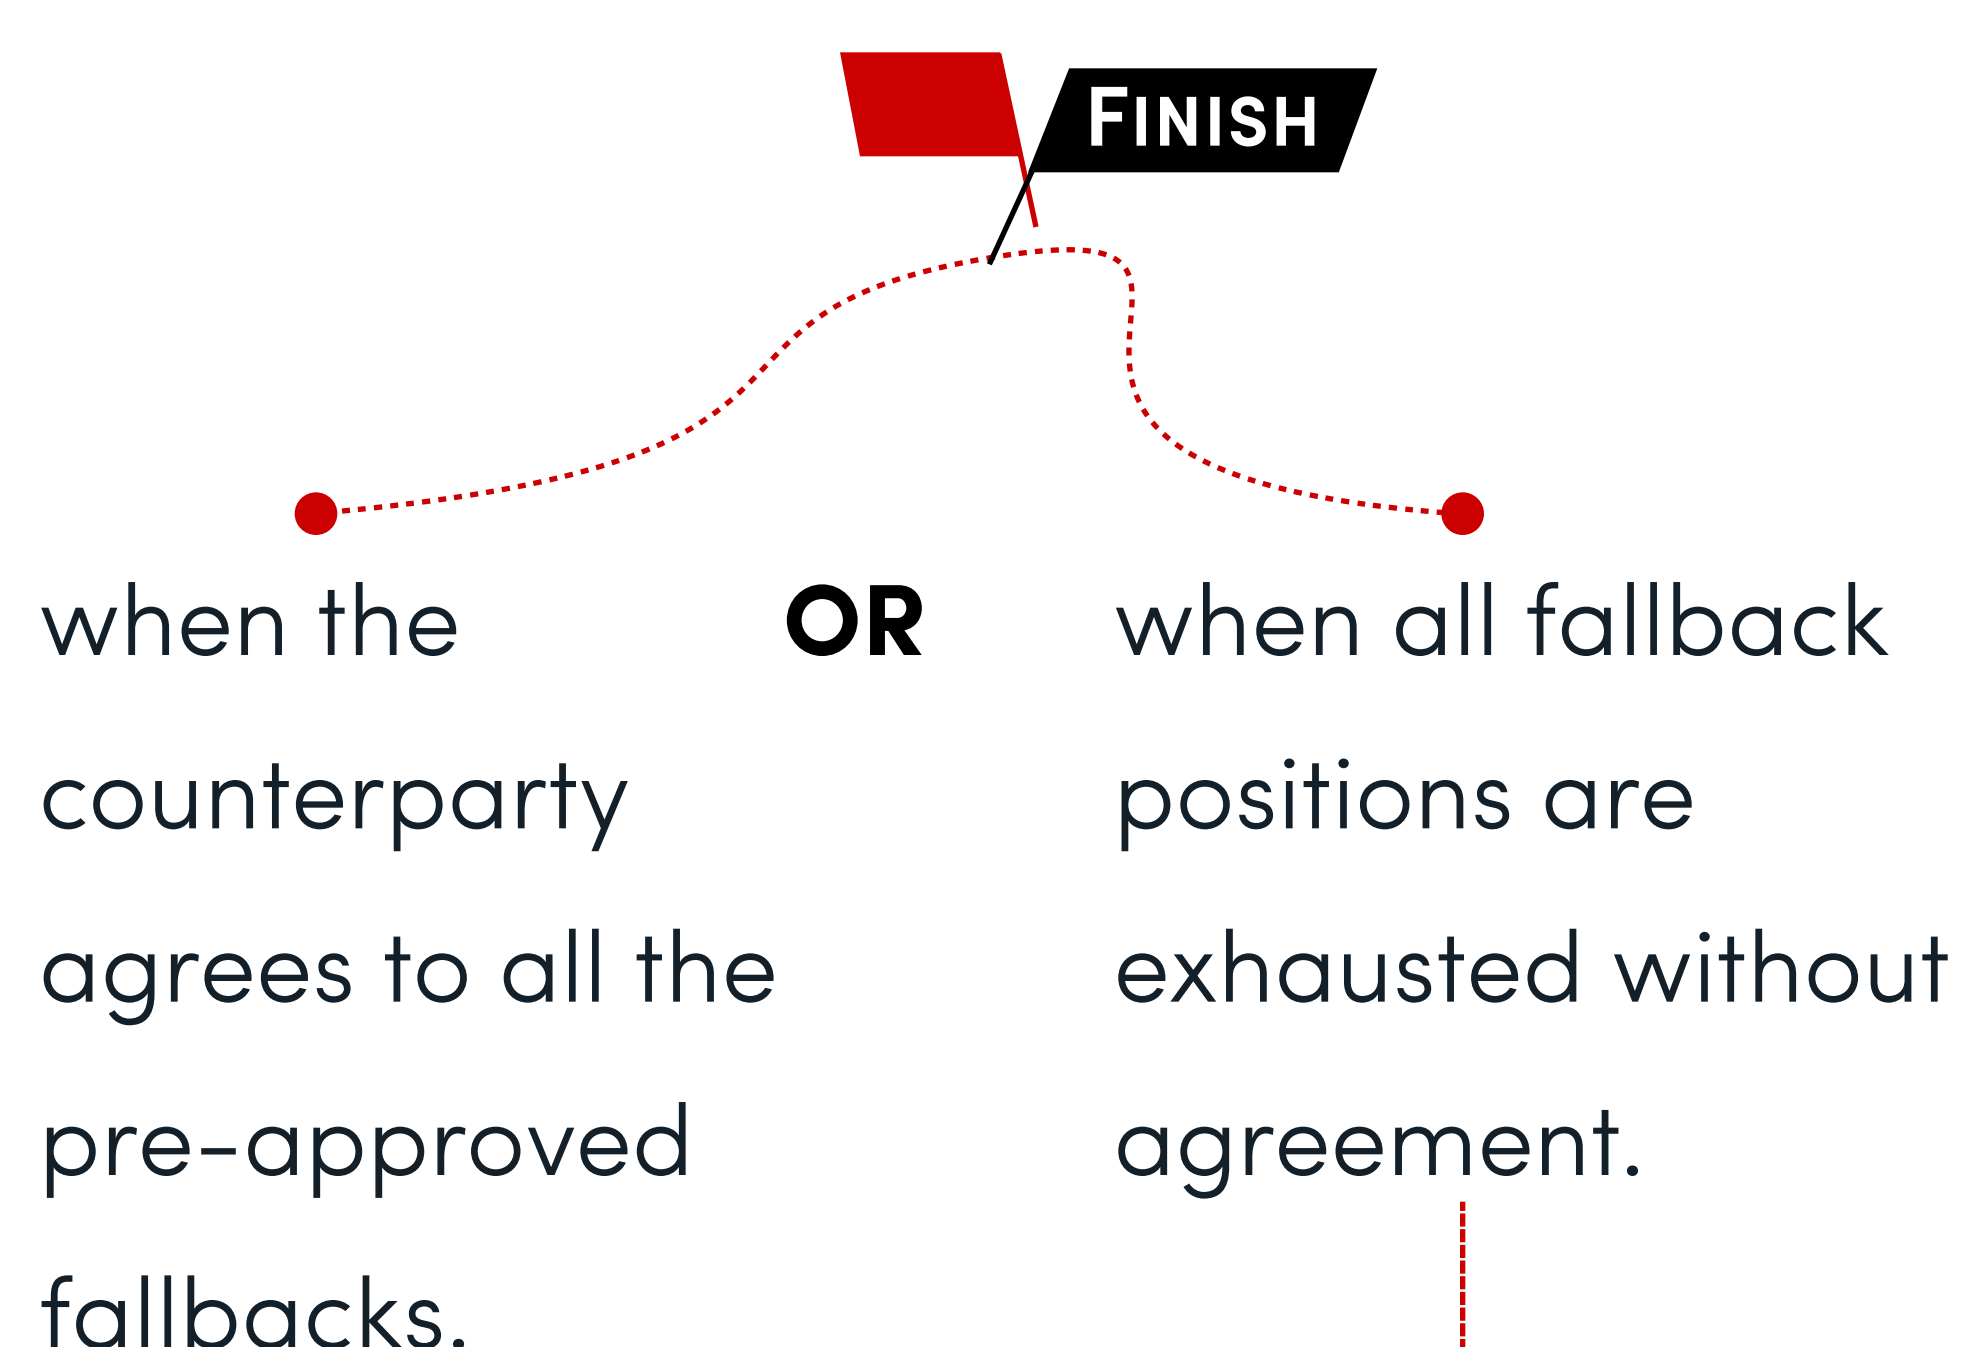 FINISH
when the
counterparty
agrees to all the
pre-approved
fallbacks.
OR
when all fallback
positions are
exhausted without
agreement.